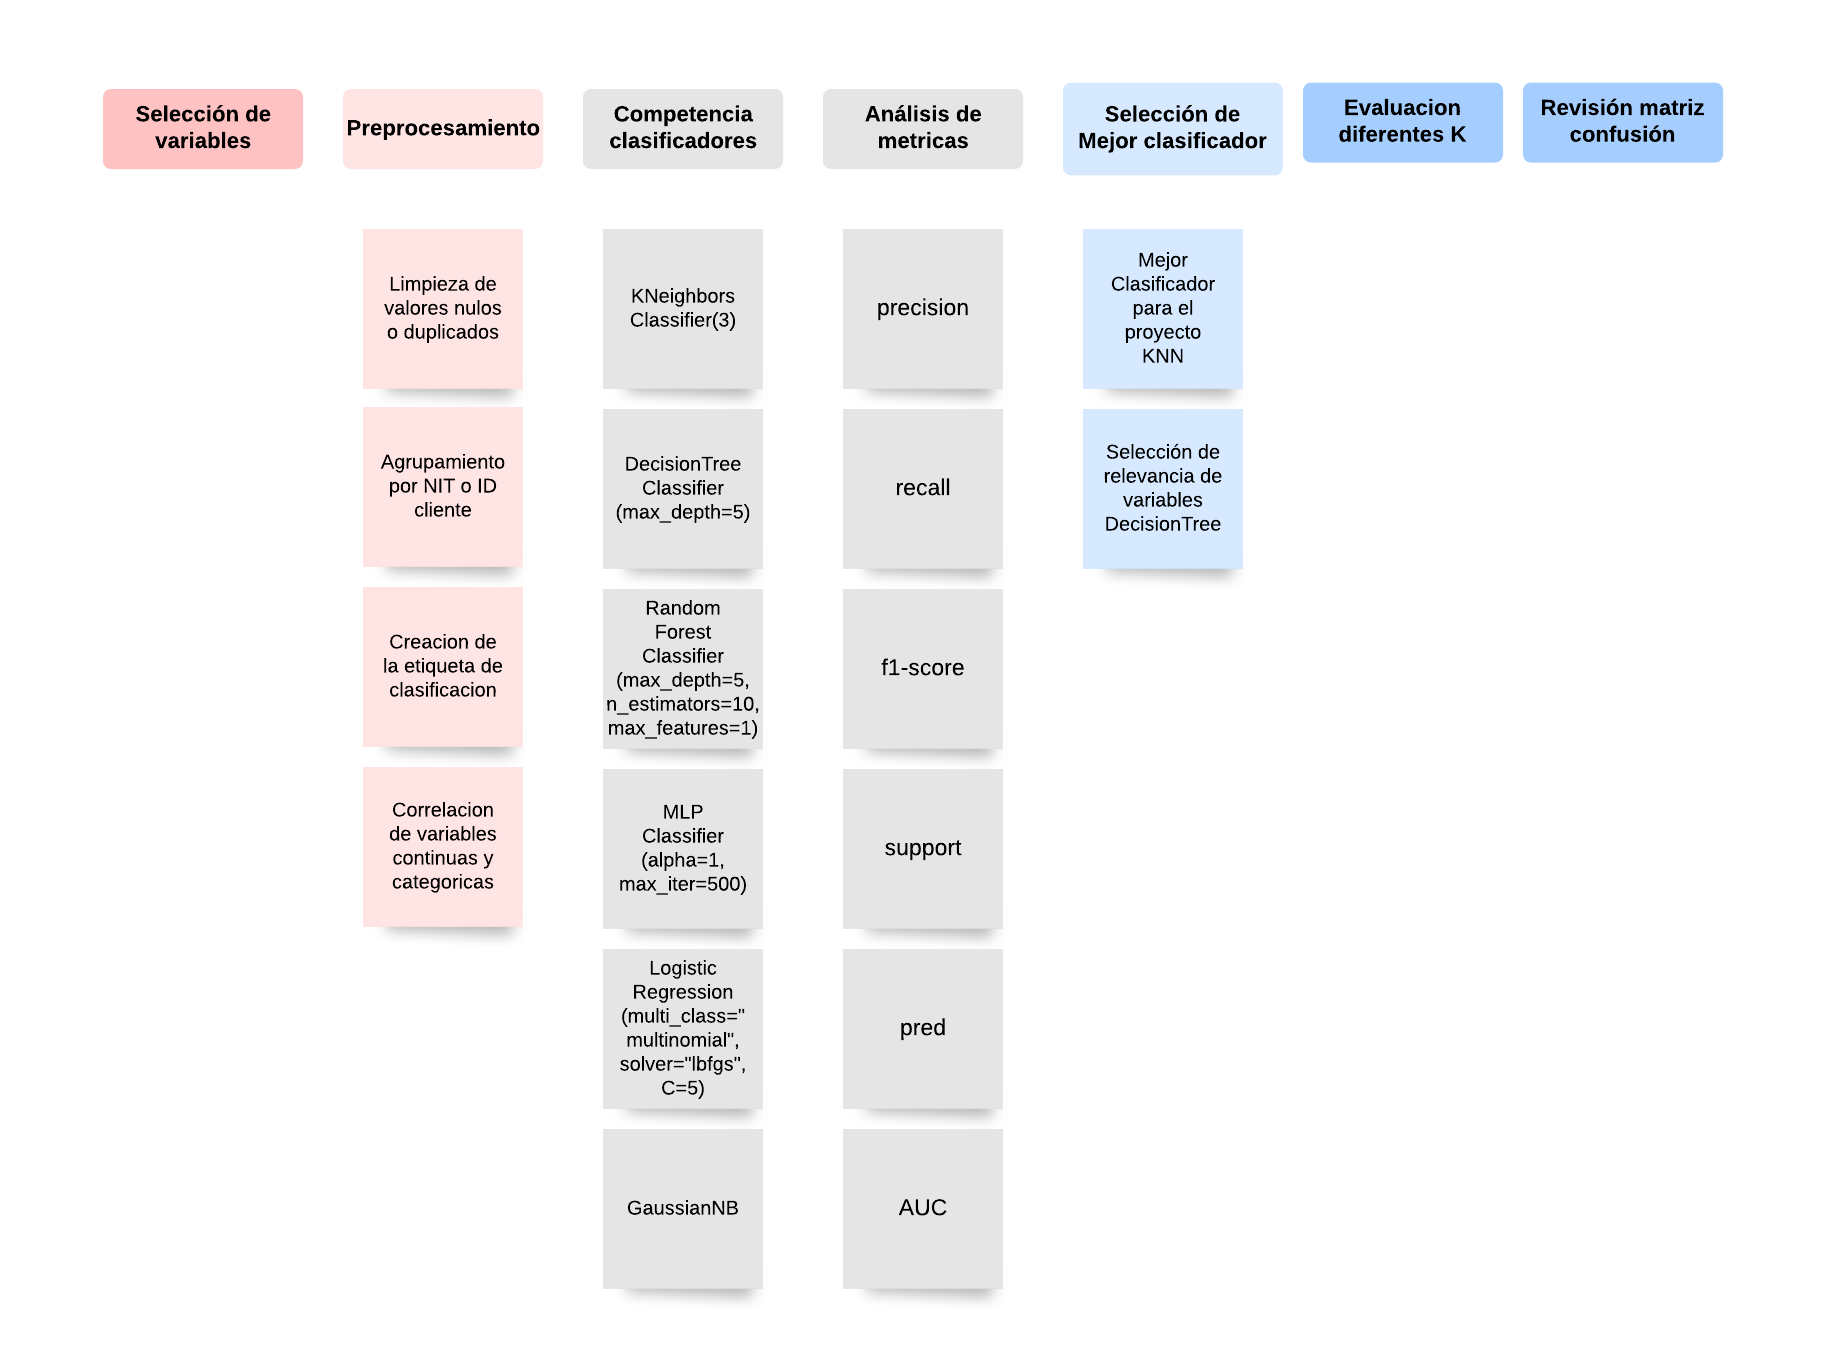 Selección de
variables
Preprocesamiento
Competencia
clasificadores
Análisis de
metricas
Selección de
Mejor clasificador
Evaluacion
diferentes K
Revisión matriz
confusión
Limpieza de
valores nulos
o duplicados
Agrupamiento
por NIT o ID
cliente
Creacion de
la etiqueta de
clasificacion
Correlacion
de variables
continuas y
categoricas
KNeighbors
Classifier(3)
DecisionTree
Classifier
(max_depth=5)
Random
Forest
Classifier
(max_depth=5,
n_estimators=10,
max_features=1)
MLP
Classifier
(alpha=1,
max_iter=500)
Logistic
Regression
(multi_class="
multinomial",
solver="lbfgs",
C=5)
GaussianNB
precision
recall
f1-score
support
pred
AUC
Mejor
Clasificador
para el
proyecto
KNN
Selección de
relevancia de
variables
DecisionTree